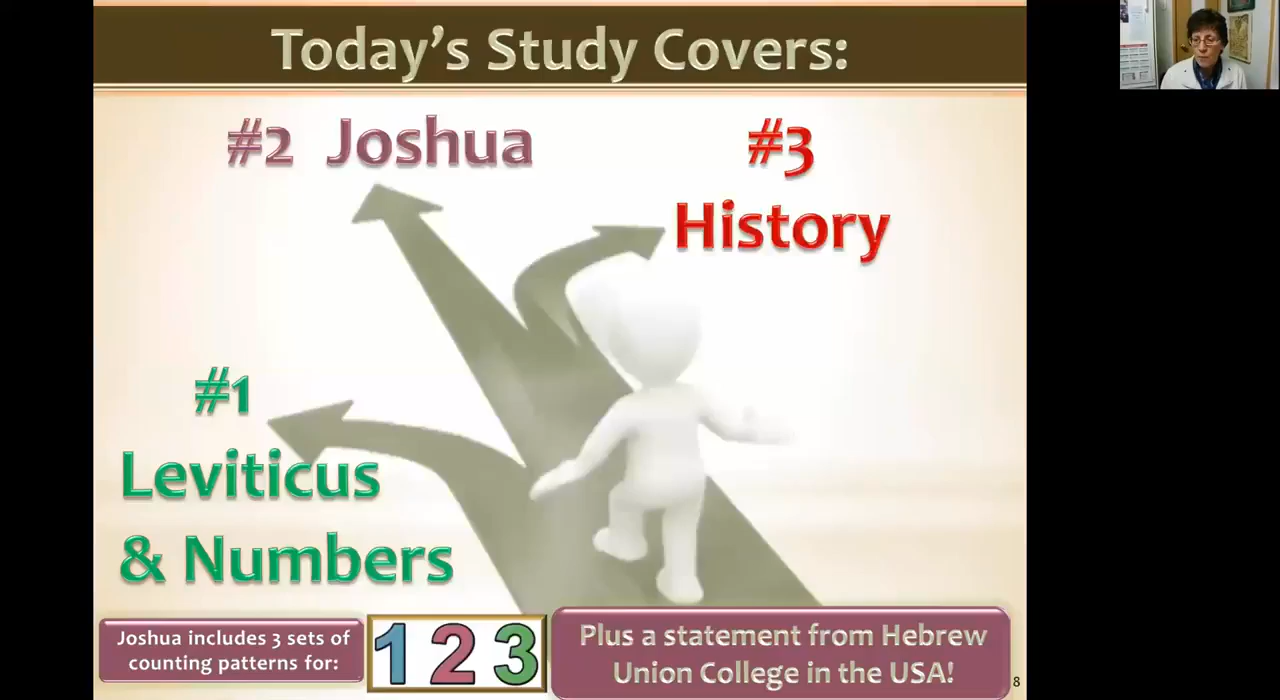 Today's Study Covers:
#2 Joshua
#3
History
#1
Leviticus
& Numbers
Joshua includes 3 sets of
counting patterns for:
1 2 3
Plus a statement from Hebrew
Union College in the USA!
8